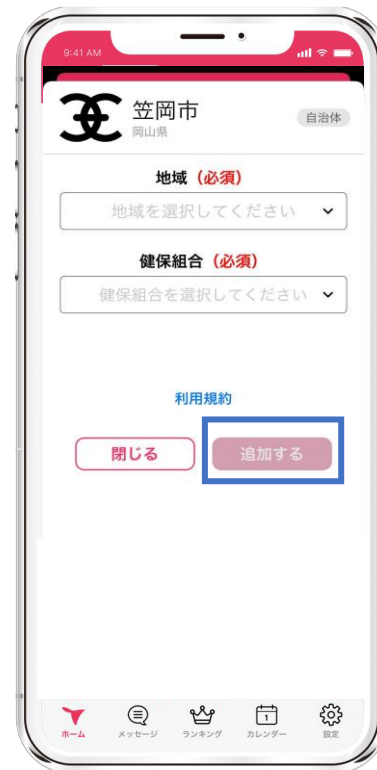 9:41 AM
笠岡市
岡山県
自治体
地域（必須）
地域を選択してください
健保組合（必須）
健保組合を選択してください
利用規約
閉じる
追加する
1
ホーム
メッセージ
ランキング
カレンダー
設定